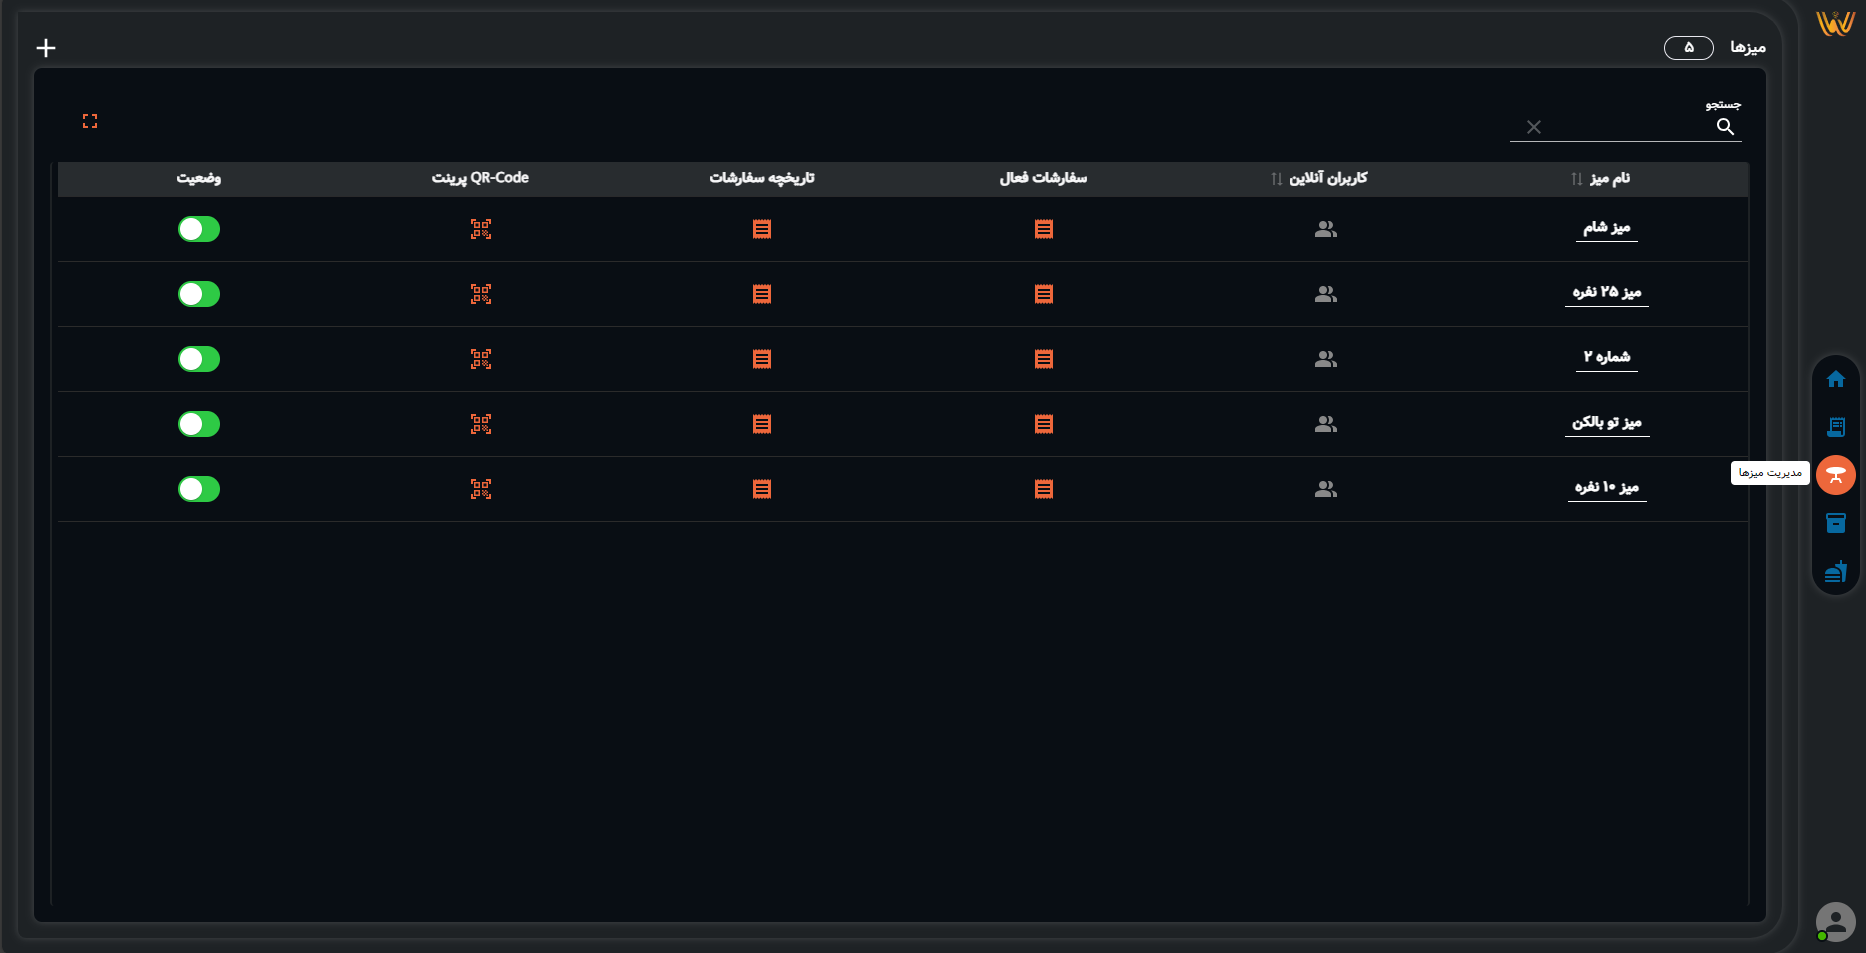 میزها ۵
جستجو
نام میز کاربران آنلاین سفارشات فعال تاریخچه سفارشات پرینت QR-Code وضعیت
میز شام
میز ۲۵ نفره
شماره ۲
میز تو بالکن
میز ۱۰ نفره
مدیریت میزها